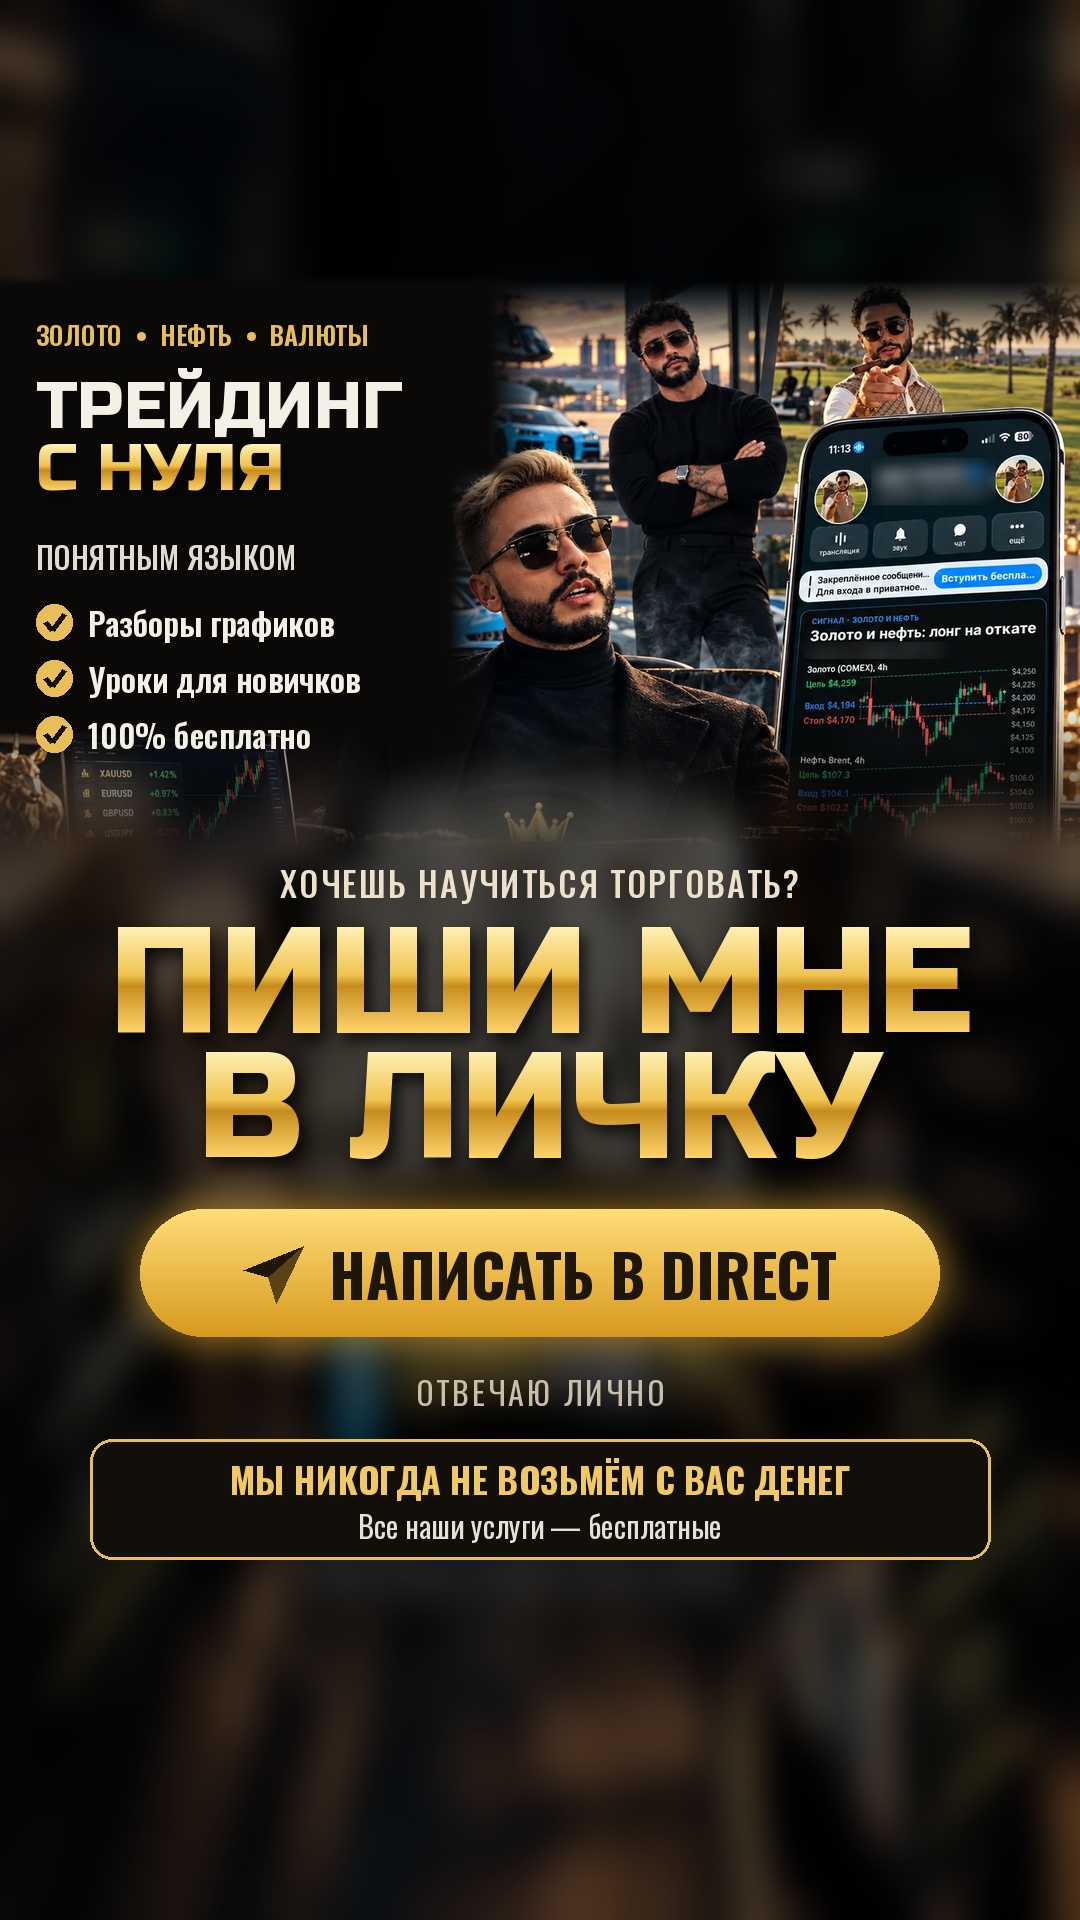 ЗОЛОТО • НЕФТЬ • ВАЛЮТЫ
ТРЕЙДИНГ
С НУЛЯ
ПОНЯТНЫМ ЯЗЫКОМ
Разборы графиков
Уроки для новичков
100% бесплатно
XAUUSD +1.42%
EURUSD +0.97%
GBPUSD +0.83%
USDJPY
11:13
80
трансляция
звук
чат
ещё
Закреплённое сообщени...
Для входа в приватное...
Вступить беспла...
СИГНАЛ • ЗОЛОТО И НЕФТЬ
Золото и нефть: лонг на откате
Золото (COMEX), 4h
Цель $4,259
Вход $4,194
Стоп $4,170
$4,250
$4,225
$4,200
$4,175
$4,150
$4,125
$4,100
Нефть Brent, 4h
Цель $107.3
Вход $104.1
Стоп $102.2
$106.0
$104.0
$102.0
$100.0
ХОЧЕШЬ НАУЧИТЬСЯ ТОРГОВАТЬ?
ПИШИ МНЕ
В ЛИЧКУ
НАПИСАТЬ В DIRECT
ОТВЕЧАЮ ЛИЧНО
МЫ НИКОГДА НЕ ВОЗЬМЁМ С ВАС ДЕНЕГ
Все наши услуги — бесплатные